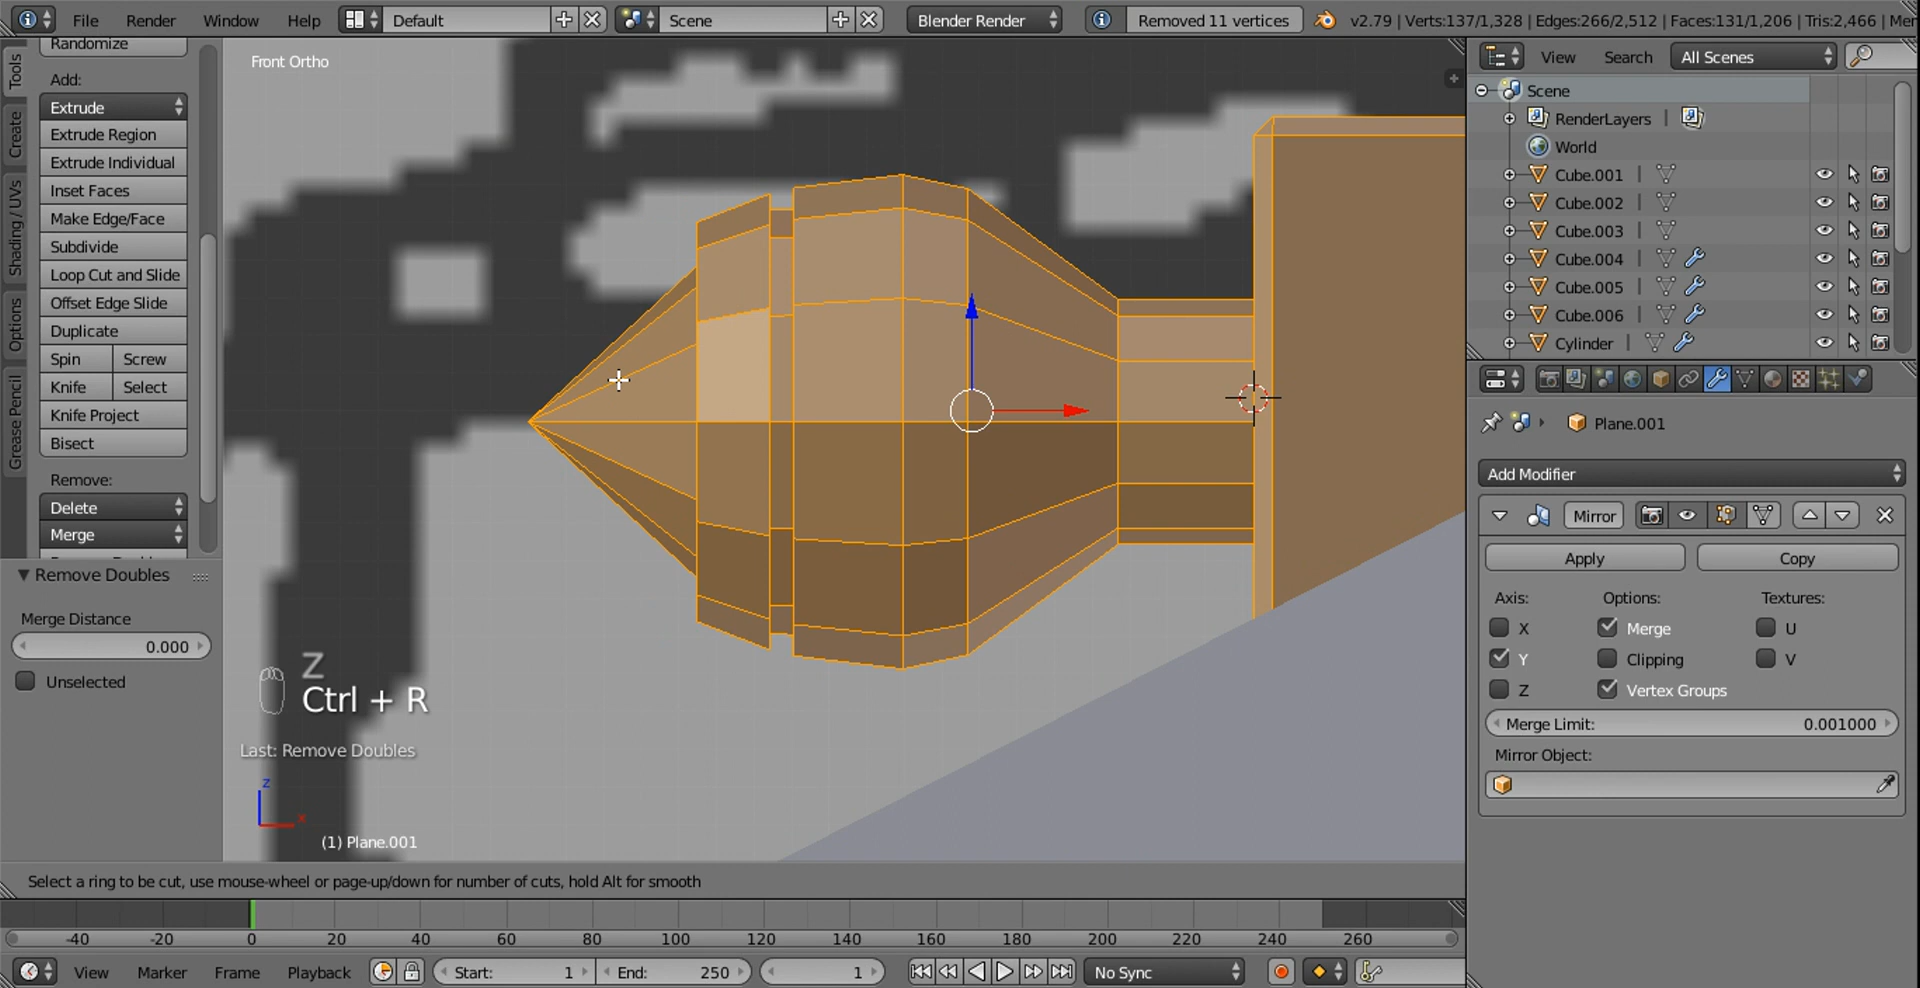 File Render Window Help Default Scene Blender Render Removed 11 vertices v2.79 | Verts:137/1,328 | Edges:266/2,512 | Faces:131/1,206 | Tris:2,466 | Mer
Tools
Create
Shading / UVs
Options
Grease Pencil
Randomize
Add:
Extrude
Extrude Region
Extrude Individual
Inset Faces
Make Edge/Face
Subdivide
Loop Cut and Slide
Offset Edge Slide
Duplicate
Spin Screw
Knife Select
Knife Project
Bisect
Remove:
Delete
Merge
Remove Doubles
Merge Distance
0.000
Unselected
Front Ortho
Z
Ctrl + R
Last: Remove Doubles
z
x
(1) Plane.001
Select a ring to be cut, use mouse-wheel or page-up/down for number of cuts, hold Alt for smooth
-40 -20 0 20 40 60 80 100 120 140 160 180 200 220 240 260
View Marker Frame Playback Start: 1 End: 250 1 No Sync
View Search All Scenes
Scene
RenderLayers |
World
Cube.001 |
Cube.002 |
Cube.003 |
Cube.004 |
Cube.005 |
Cube.006 |
Cylinder |
Plane.001
Add Modifier
Mirror
Apply Copy
Axis: Options: Textures:
X Merge U
Y Clipping V
Z Vertex Groups
Merge Limit: 0.001000
Mirror Object: